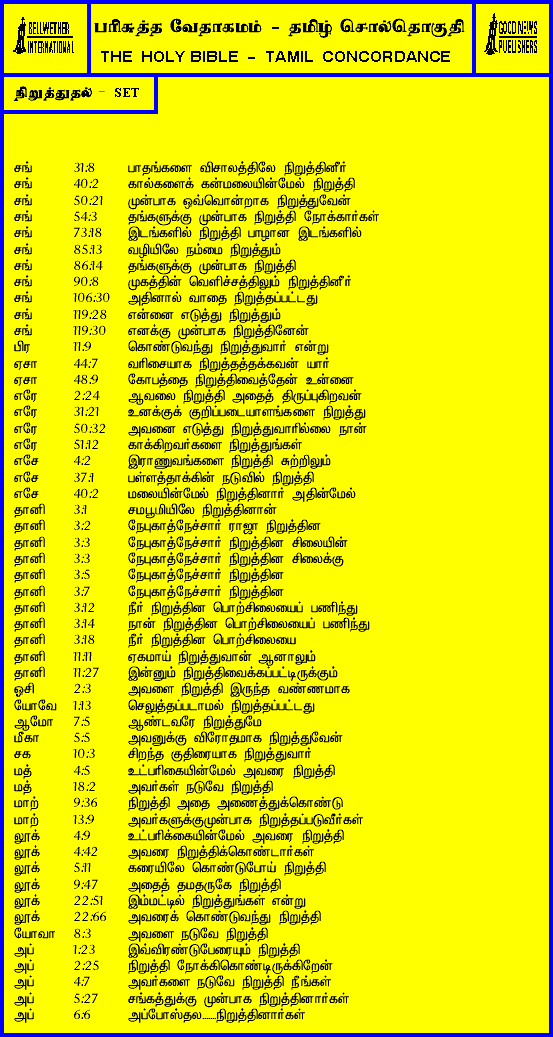 BELLWETHER
INTERNATIONAL
பரிசுத்த வேதாகமம் - தமிழ் சொல்தொகுதி
THE HOLY BIBLE - TAMIL CONCORDANCE
GOOD NEWS
PUBLISHERS
நிறுத்துதல் - SET
சங் 31:8 பாதங்களை விசாலத்திலே நிறுத்தினீர்
சங் 40:2 கால்களைக் கன்மலையின்மேல் நிறுத்தி
சங் 50:21 முன்பாக ஒவ்வொன்றாக நிறுத்துவேன்
சங் 54:3 தங்களுக்கு முன்பாக நிறுத்தி நோக்கார்கள்
சங் 73:18 இடங்களில் நிறுத்தி பாழான இடங்களில்
சங் 85:13 வழியிலே நம்மை நிறுத்தும்
சங் 86:14 தங்களுக்கு முன்பாக நிறுத்தி
சங் 90:8 முகத்தின் வெளிச்சத்திலும் நிறுத்தினீர்
சங் 106:30 அதினால் வாதை நிறுத்தப்பட்டது
சங் 119:28 என்னை எடுத்து நிறுத்தும்
சங் 119:30 எனக்கு முன்பாக நிறுத்தினேன்
பிர 11:9 கொண்டுவந்து நிறுத்துவார் என்று
ஏசா 44:7 வரிசையாக நிறுத்தத்தக்கவன் யார்
ஏசா 48:9 கோபத்தை நிறுத்திவைத்தேன் உன்னை
எரே 2:24 ஆவலை நிறுத்தி அதைத் திருப்புகிறவன்
எரே 31:21 உனக்குக் குறிப்படையாளங்களை நிறுத்து
எரே 50:32 அவனை எடுத்து நிறுத்துவாரில்லை நான்
எரே 51:12 காக்கிறவர்களை நிறுத்துங்கள்
எசே 4:2 இராணுவங்களை நிறுத்தி சுற்றிலும்
எசே 37:1 பள்ளத்தாக்கின் நடுவில் நிறுத்தி
எசே 40:2 மலையின்மேல் நிறுத்தினார் அதின்மேல்
தானி 3:1 சமபூமியிலே நிறுத்தினான்
தானி 3:2 நேபுகாத்நேச்சார் ராஜா நிறுத்தின
தானி 3:3 நேபுகாத்நேச்சார் நிறுத்தின சிலையின்
தானி 3:3 நேபுகாத்நேச்சார் நிறுத்தின சிலைக்கு
தானி 3:5 நேபுகாத்நேச்சார் நிறுத்தின
தானி 3:7 நேபுகாத்நேச்சார் நிறுத்தின
தானி 3:12 நீர் நிறுத்தின பொற்சிலையைப் பணிந்து
தானி 3:14 நான் நிறுத்தின பொற்சிலையைப் பணிந்து
தானி 3:18 நீர் நிறுத்தின பொற்சிலையை
தானி 11:11 ஏகமாய் நிறுத்துவான் ஆனாலும்
தானி 11:27 இன்னும் நிறுத்திவைக்கப்பட்டிருக்கும்
ஓசி 2:3 அவளை நிறுத்தி இருந்த வண்ணமாக
யோவே 1:13 செலுத்தப்படாமல் நிறுத்தப்பட்டது
ஆமோ 7:5 ஆண்டவரே நிறுத்துமே
மீகா 5:5 அவனுக்கு விரோதமாக நிறுத்துவேன்
சக 10:3 சிறந்த குதிரையாக நிறுத்துவார்
மத் 4:5 உப்பரிகையின்மேல் அவரை நிறுத்தி
மத் 18:2 அவர்கள் நடுவே நிறுத்தி
மாற் 9:36 நிறுத்தி அதை அணைத்துக்கொண்டு
மாற் 13:9 அவர்களுக்குமுன்பாக நிறுத்தப்படுவீர்கள்
லூக் 4:9 உப்பரிக்கையின்மேல் அவரை நிறுத்தி
லூக் 4:42 அவரை நிறுத்திக்கொண்டார்கள்
லூக் 5:11 கரையிலே கொண்டுபோய் நிறுத்தி
லூக் 9:47 அதைத் தமதருகே நிறுத்தி
லூக் 22:51 இம்மட்டில் நிறுத்துங்கள் என்று
லூக் 22:66 அவரைக் கொண்டுவந்து நிறுத்தி
யோவா 8:3 அவளை நடுவே நிறுத்தி
அப் 1:23 இவ்விரண்டுபேரையும் நிறுத்தி
அப் 2:25 நிறுத்தி நோக்கிகொண்டிருக்கிறேன்
அப் 4:7 அவர்களை நடுவே நிறுத்தி நீங்கள்
அப் 5:27 சங்கத்துக்கு முன்பாக நிறுத்தினார்கள்
அப் 6:6 அப்போஸ்தல......நிறுத்தினார்கள்